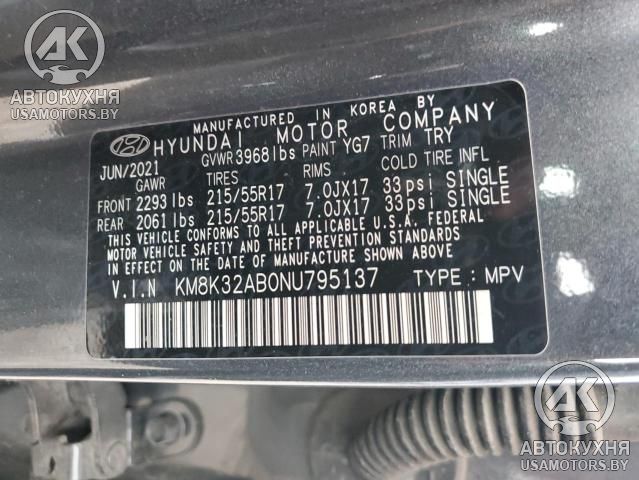 АК
АВТОКУХНЯ
USAMOTORS.BY
MANUFACTURED IN KOREA BY
HYUNDAI MOTOR COMPANY
JUN/2021 GVWR3968lbs PAINT YG7 TRIM TRY
GAWR TIRES RIMS COLD TIRE INFL
FRONT 2293lbs 215/55R17 7.0JX17 33psi SINGLE
REAR 2061lbs 215/55R17 7.0JX17 33psi SINGLE
THIS VEHICLE CONFORMS TO ALL APPLICABLE U.S.A. FEDERAL
MOTOR VEHICLE SAFETY AND THEFT PREVENTION STANDARDS
IN EFFECT ON THE DATE OF MANUFACTURE SHOWN ABOVE.
V.I.N KM8K32AB0NU795137 TYPE : MPV
АК
АВТОКУХНЯ
USAMOTORS.BY